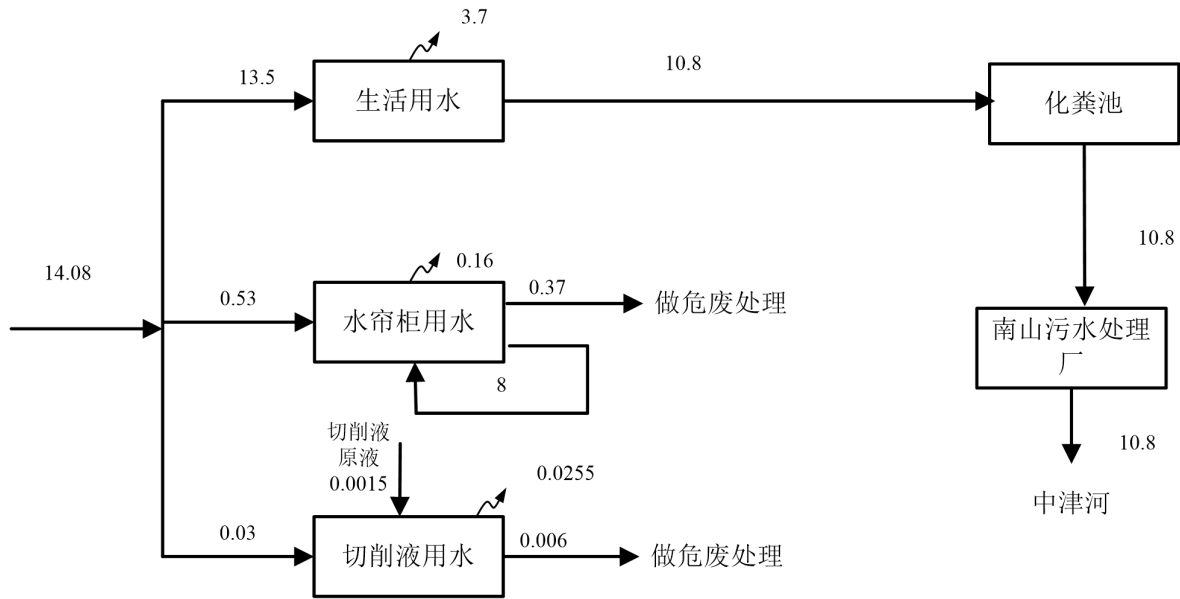 3.7
13.5
生活用水
10.8
化粪池
10.8
14.08
0.53
0.16
水帘柜用水
0.37
做危废处理
8
南山污水处理
厂
10.8
中津河
切削液
原液
0.0015
0.0255
0.03
切削液用水
0.006
做危废处理